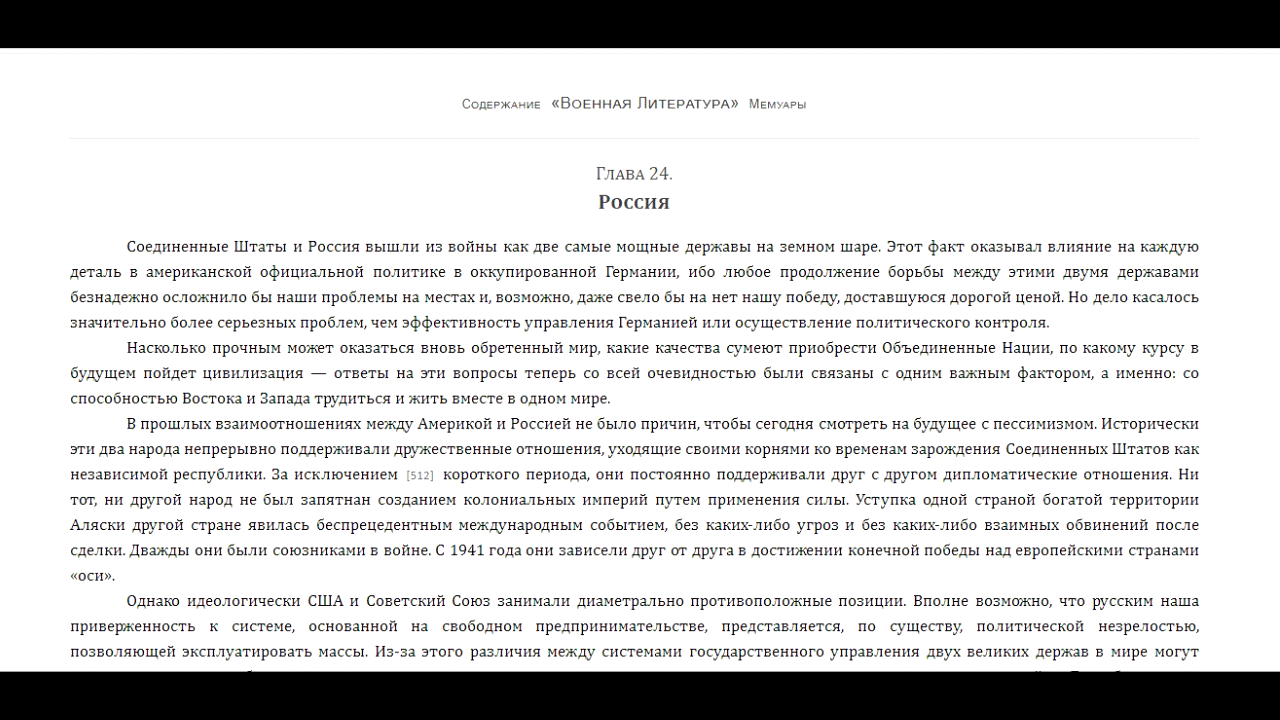 Содержание «Военная Литература» Мемуары
Глава 24.
Россия
Соединенные Штаты и Россия вышли из войны как две самые мощные державы на земном шаре. Этот факт оказывал влияние на каждую
деталь в американской официальной политике в оккупированной Германии, ибо любое продолжение борьбы между этими двумя державами
безнадежно осложнило бы наши проблемы на местах и, возможно, даже свело бы на нет нашу победу, доставшуюся дорогой ценой. Но дело касалось
значительно более серьезных проблем, чем эффективность управления Германией или осуществление политического контроля.
Насколько прочным может оказаться вновь обретенный мир, какие качества сумеют приобрести Объединенные Нации, по какому курсу в
будущем пойдет цивилизация — ответы на эти вопросы теперь со всей очевидностью были связаны с одним важным фактором, а именно: со
способностью Востока и Запада трудиться и жить вместе в одном мире.
В прошлых взаимоотношениях между Америкой и Россией не было причин, чтобы сегодня смотреть на будущее с пессимизмом. Исторически
эти два народа непрерывно поддерживали дружественные отношения, уходящие своими корнями ко временам зарождения Соединенных Штатов как
независимой республики. За исключением [512] короткого периода, они постоянно поддерживали друг с другом дипломатические отношения. Ни
тот, ни другой народ не был запятнан созданием колониальных империй путем применения силы. Уступка одной страной богатой территории
Аляски другой стране явилась беспрецедентным международным событием, без каких-либо угроз и без каких-либо взаимных обвинений после
сделки. Дважды они были союзниками в войне. С 1941 года они зависели друг от друга в достижении конечной победы над европейскими странами
«оси».
Однако идеологически США и Советский Союз занимали диаметрально противоположные позиции. Вполне возможно, что русским наша
приверженность к системе, основанной на свободном предпринимательстве, представляется, по существу, политической незрелостью,
позволяющей эксплуатировать массы. Из-за этого различия между системами государственного управления двух великих держав в мире могут